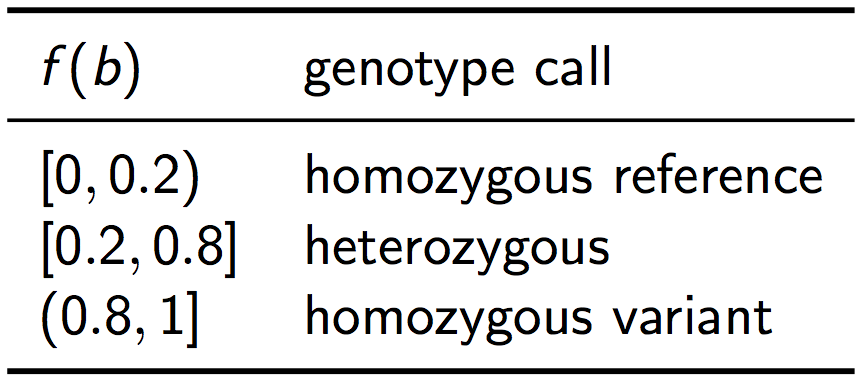 f(b) genotype call
[0, 0.2) homozygous reference
[0.2, 0.8] heterozygous
(0.8, 1] homozygous variant